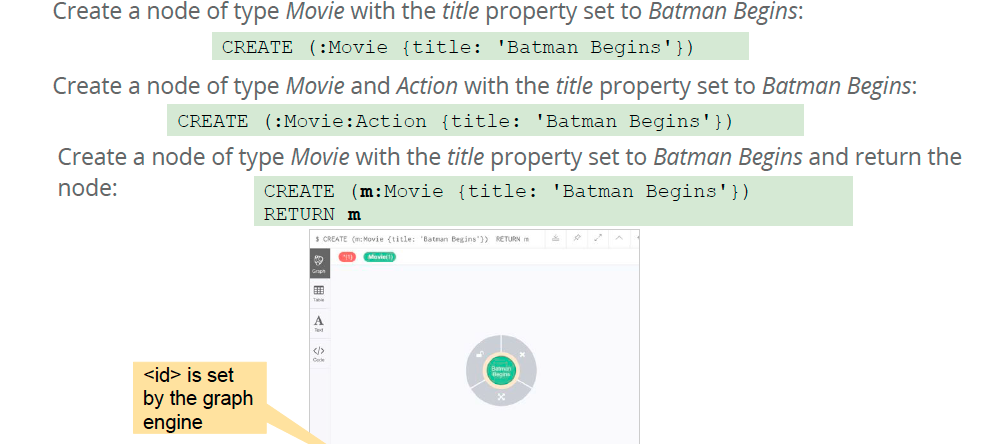 Create a node of type Movie with the title property set to Batman Begins:
CREATE (:Movie {title: 'Batman Begins'})
Create a node of type Movie and Action with the title property set to Batman Begins:
CREATE (:Movie:Action {title: 'Batman Begins'})
Create a node of type Movie with the title property set to Batman Begins and return the
node:
CREATE (m:Movie {title: 'Batman Begins'})
RETURN m
$ CREATE (m:Movie {title: 'Batman Begins'}) RETURN m
*(1) Movie(1)
Graph
Table
A
Text
</>
Code
Batman
Begins
<id> is set
by the graph
engine